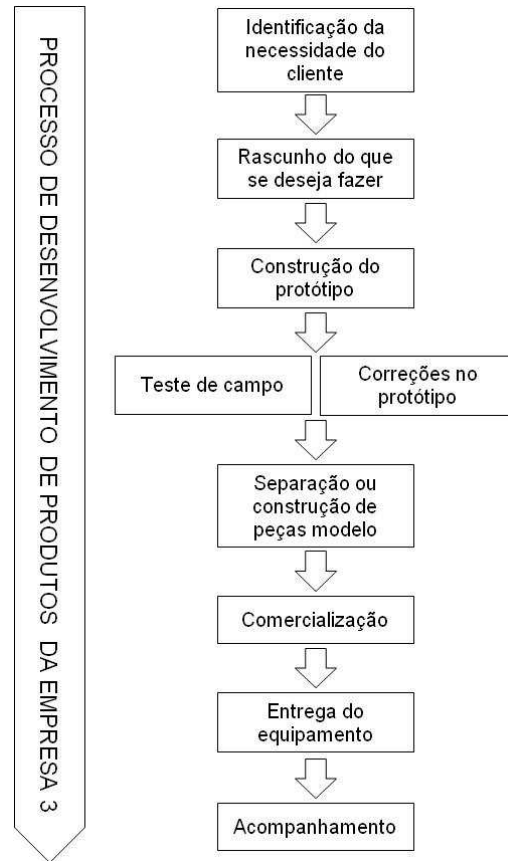 PROCESSO DE DESENVOLVIMENTO DE PRODUTOS DA EMPRESA 3
Identificação da
necessidade do
cliente
Rascunho do que
se deseja fazer
Construção do
protótipo
Teste de campo
Correções no
protótipo
Separação ou
construção de
peças modelo
Comercialização
Entrega do
equipamento
Acompanhamento